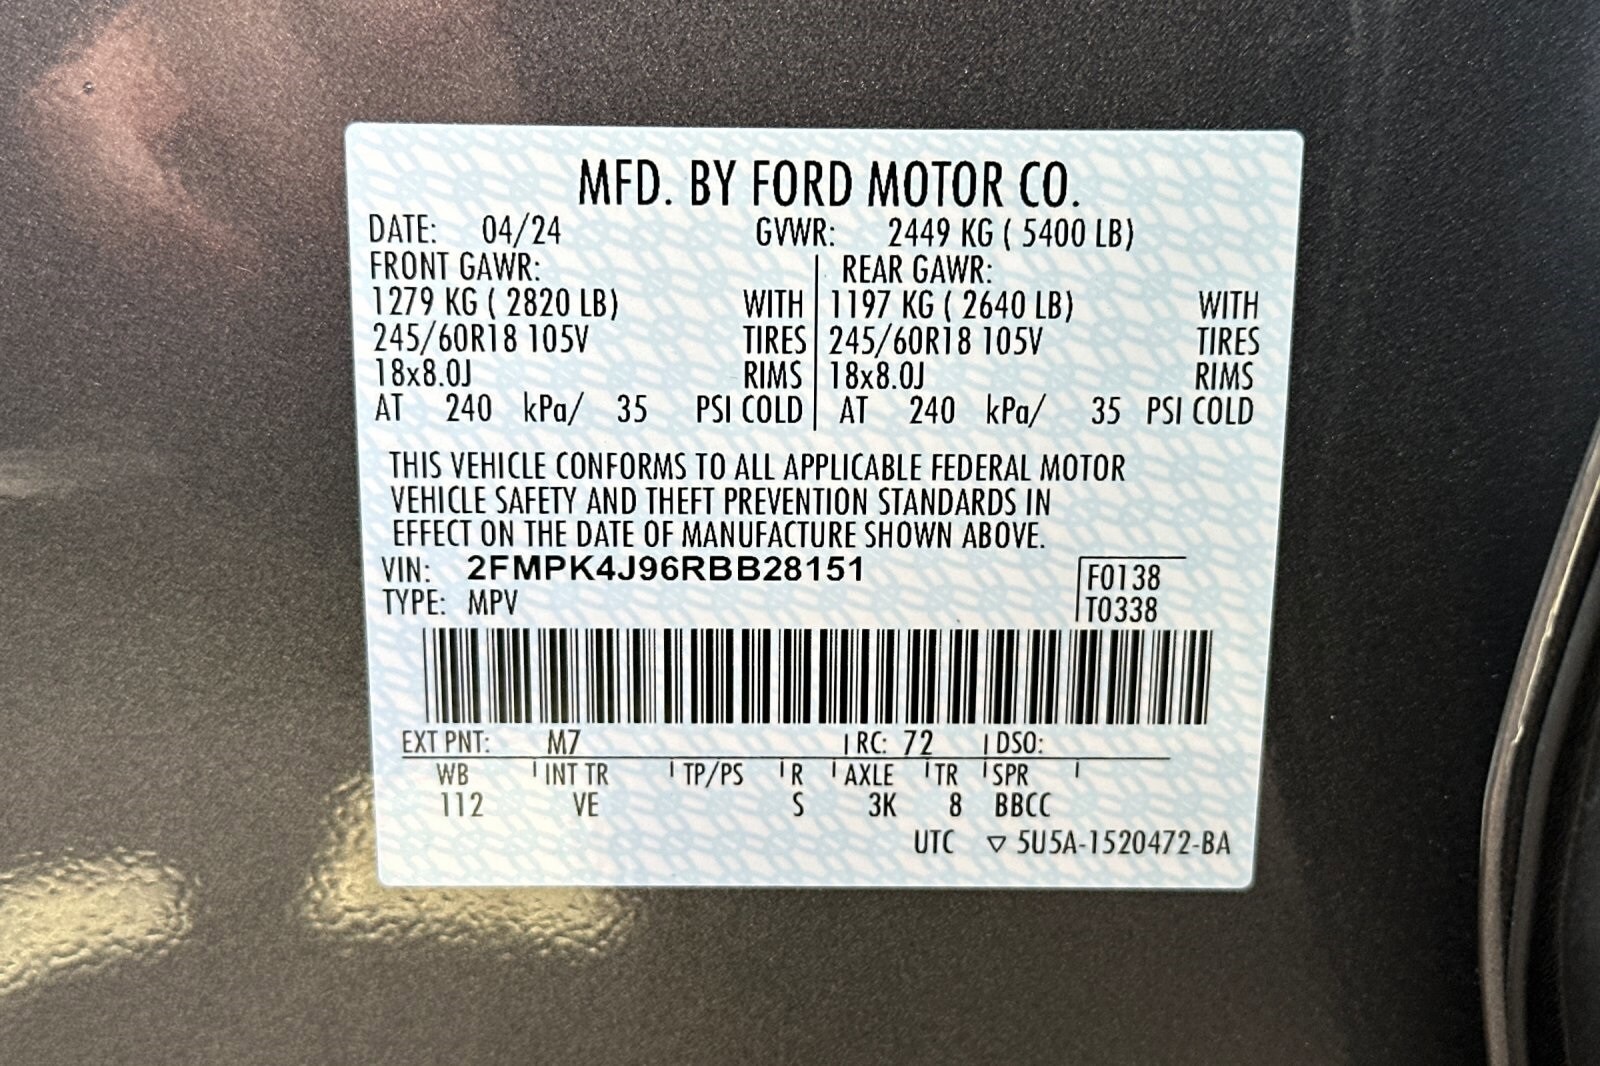 MFD. BY FORD MOTOR CO.
DATE: 04/24 GVWR: 2449 KG ( 5400 LB)
FRONT GAWR: REAR GAWR:
1279 KG ( 2820 LB) WITH 1197 KG ( 2640 LB) WITH
245/60R18 105V TIRES 245/60R18 105V TIRES
18x8.0J RIMS 18x8.0J RIMS
AT 240 kPa/ 35 PSI COLD AT 240 kPa/ 35 PSI COLD
THIS VEHICLE CONFORMS TO ALL APPLICABLE FEDERAL MOTOR
VEHICLE SAFETY AND THEFT PREVENTION STANDARDS IN
EFFECT ON THE DATE OF MANUFACTURE SHOWN ABOVE.
VIN: 2FMPK4J96RBB28151 F0138
TYPE: MPV T0338
EXT PNT: M7 RC: 72 DSO:
WB INT TR TP/PS R AXLE TR SPR
112 VE S 3K 8 BBCC
UTC ▽ 5U5A-1520472-BA